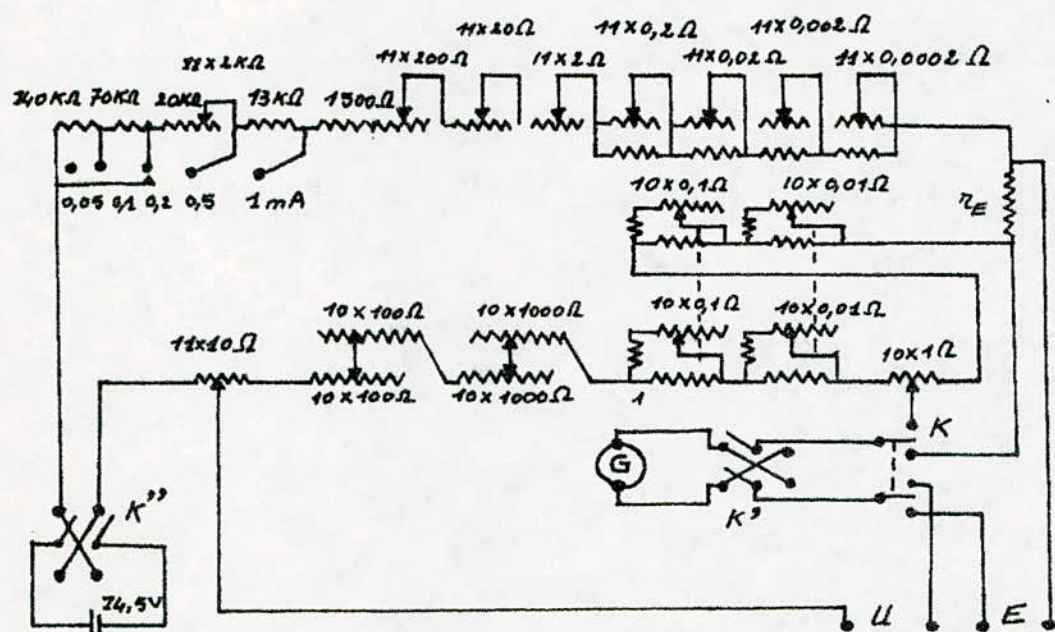 11×20Ω 11×0,2Ω 11×0,002Ω
11×2KΩ 11×200Ω 11×2Ω 11×0,02Ω 11×0,0002Ω
140KΩ 70KΩ 20KΩ 13KΩ 1500Ω
0,05 0,1 0,2 0,5 1mA
10×0,1Ω 10×0,01Ω
r_E
10×100Ω 10×1000Ω 10×0,1Ω 10×0,01Ω
11×10Ω 10×1Ω
10×100Ω 10×1000Ω 1
K
G
K'' K'
24,5V
U E